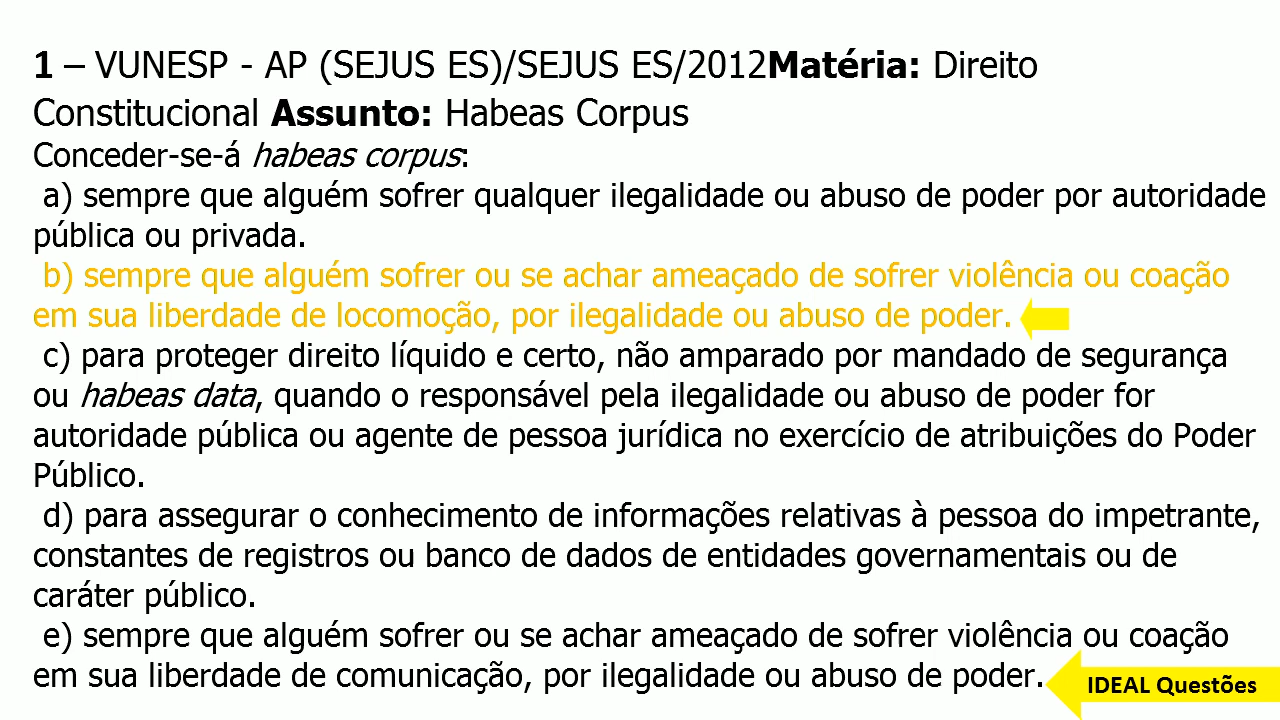 1 – VUNESP - AP (SEJUS ES)/SEJUS ES/2012Matéria: Direito
Constitucional Assunto: Habeas Corpus
Conceder-se-á habeas corpus:
a) sempre que alguém sofrer qualquer ilegalidade ou abuso de poder por autoridade
pública ou privada.
b) sempre que alguém sofrer ou se achar ameaçado de sofrer violência ou coação
em sua liberdade de locomoção, por ilegalidade ou abuso de poder.
c) para proteger direito líquido e certo, não amparado por mandado de segurança
ou habeas data, quando o responsável pela ilegalidade ou abuso de poder for
autoridade pública ou agente de pessoa jurídica no exercício de atribuições do Poder
Público.
d) para assegurar o conhecimento de informações relativas à pessoa do impetrante,
constantes de registros ou banco de dados de entidades governamentais ou de
caráter público.
e) sempre que alguém sofrer ou se achar ameaçado de sofrer violência ou coação
em sua liberdade de comunicação, por ilegalidade ou abuso de poder.
IDEAL Questões